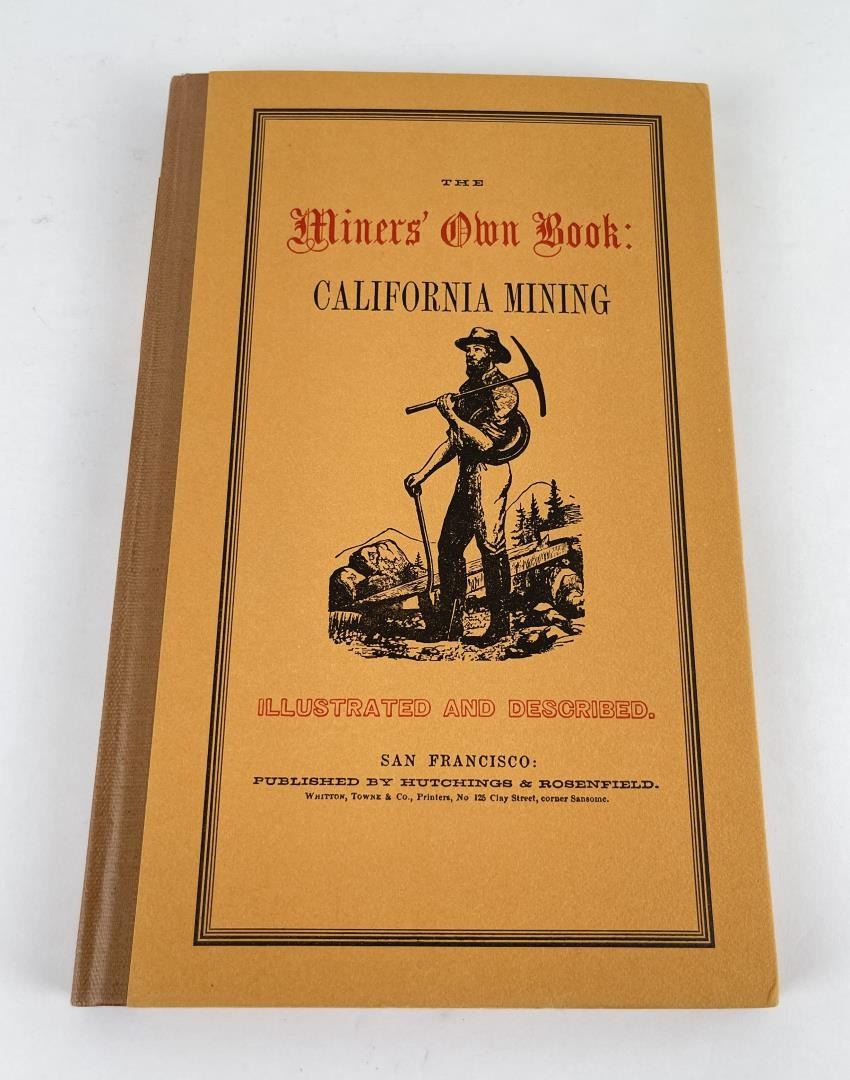 THE
Miners' Own Book:
CALIFORNIA MINING
ILLUSTRATED AND DESCRIBED.
SAN FRANCISCO:
PUBLISHED BY HUTCHINGS & ROSENFIELD.
WHITTON, TOWNE & CO., Printers, No 125 Clay Street, corner Sansome.